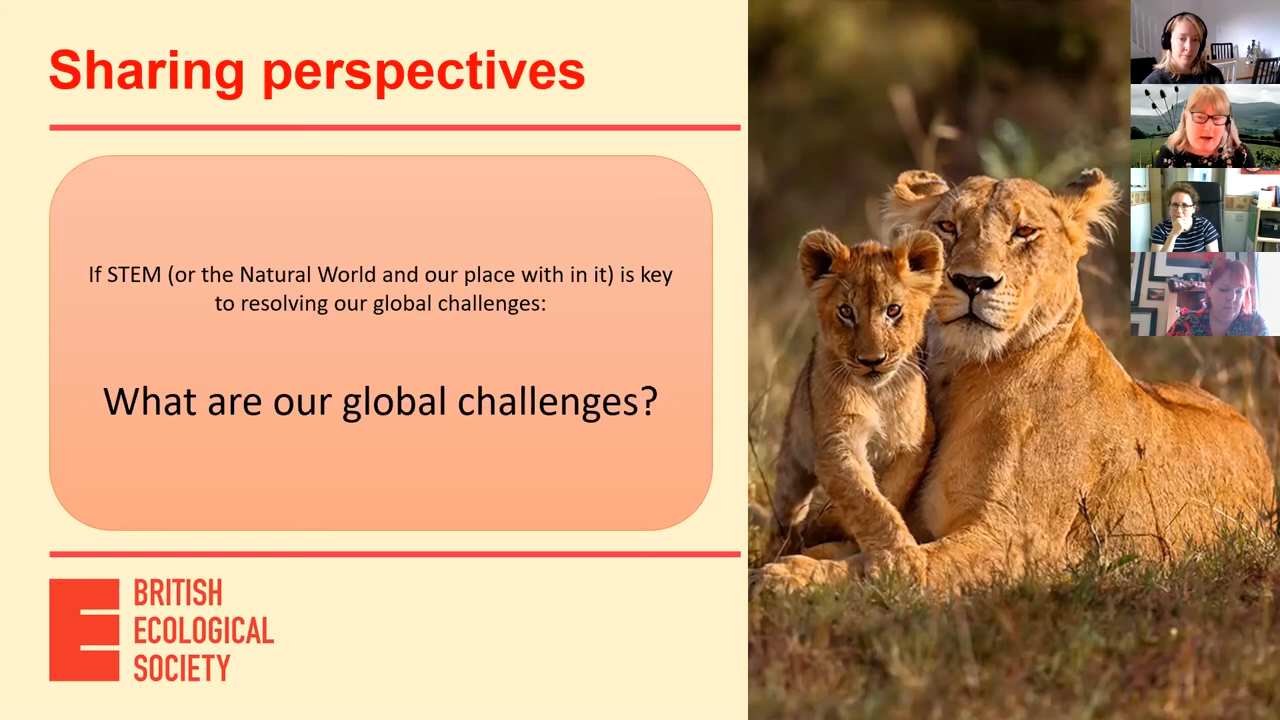 Sharing perspectives
If STEM (or the Natural World and our place with in it) is key
to resolving our global challenges:
What are our global challenges?
BRITISH
ECOLOGICAL
SOCIETY